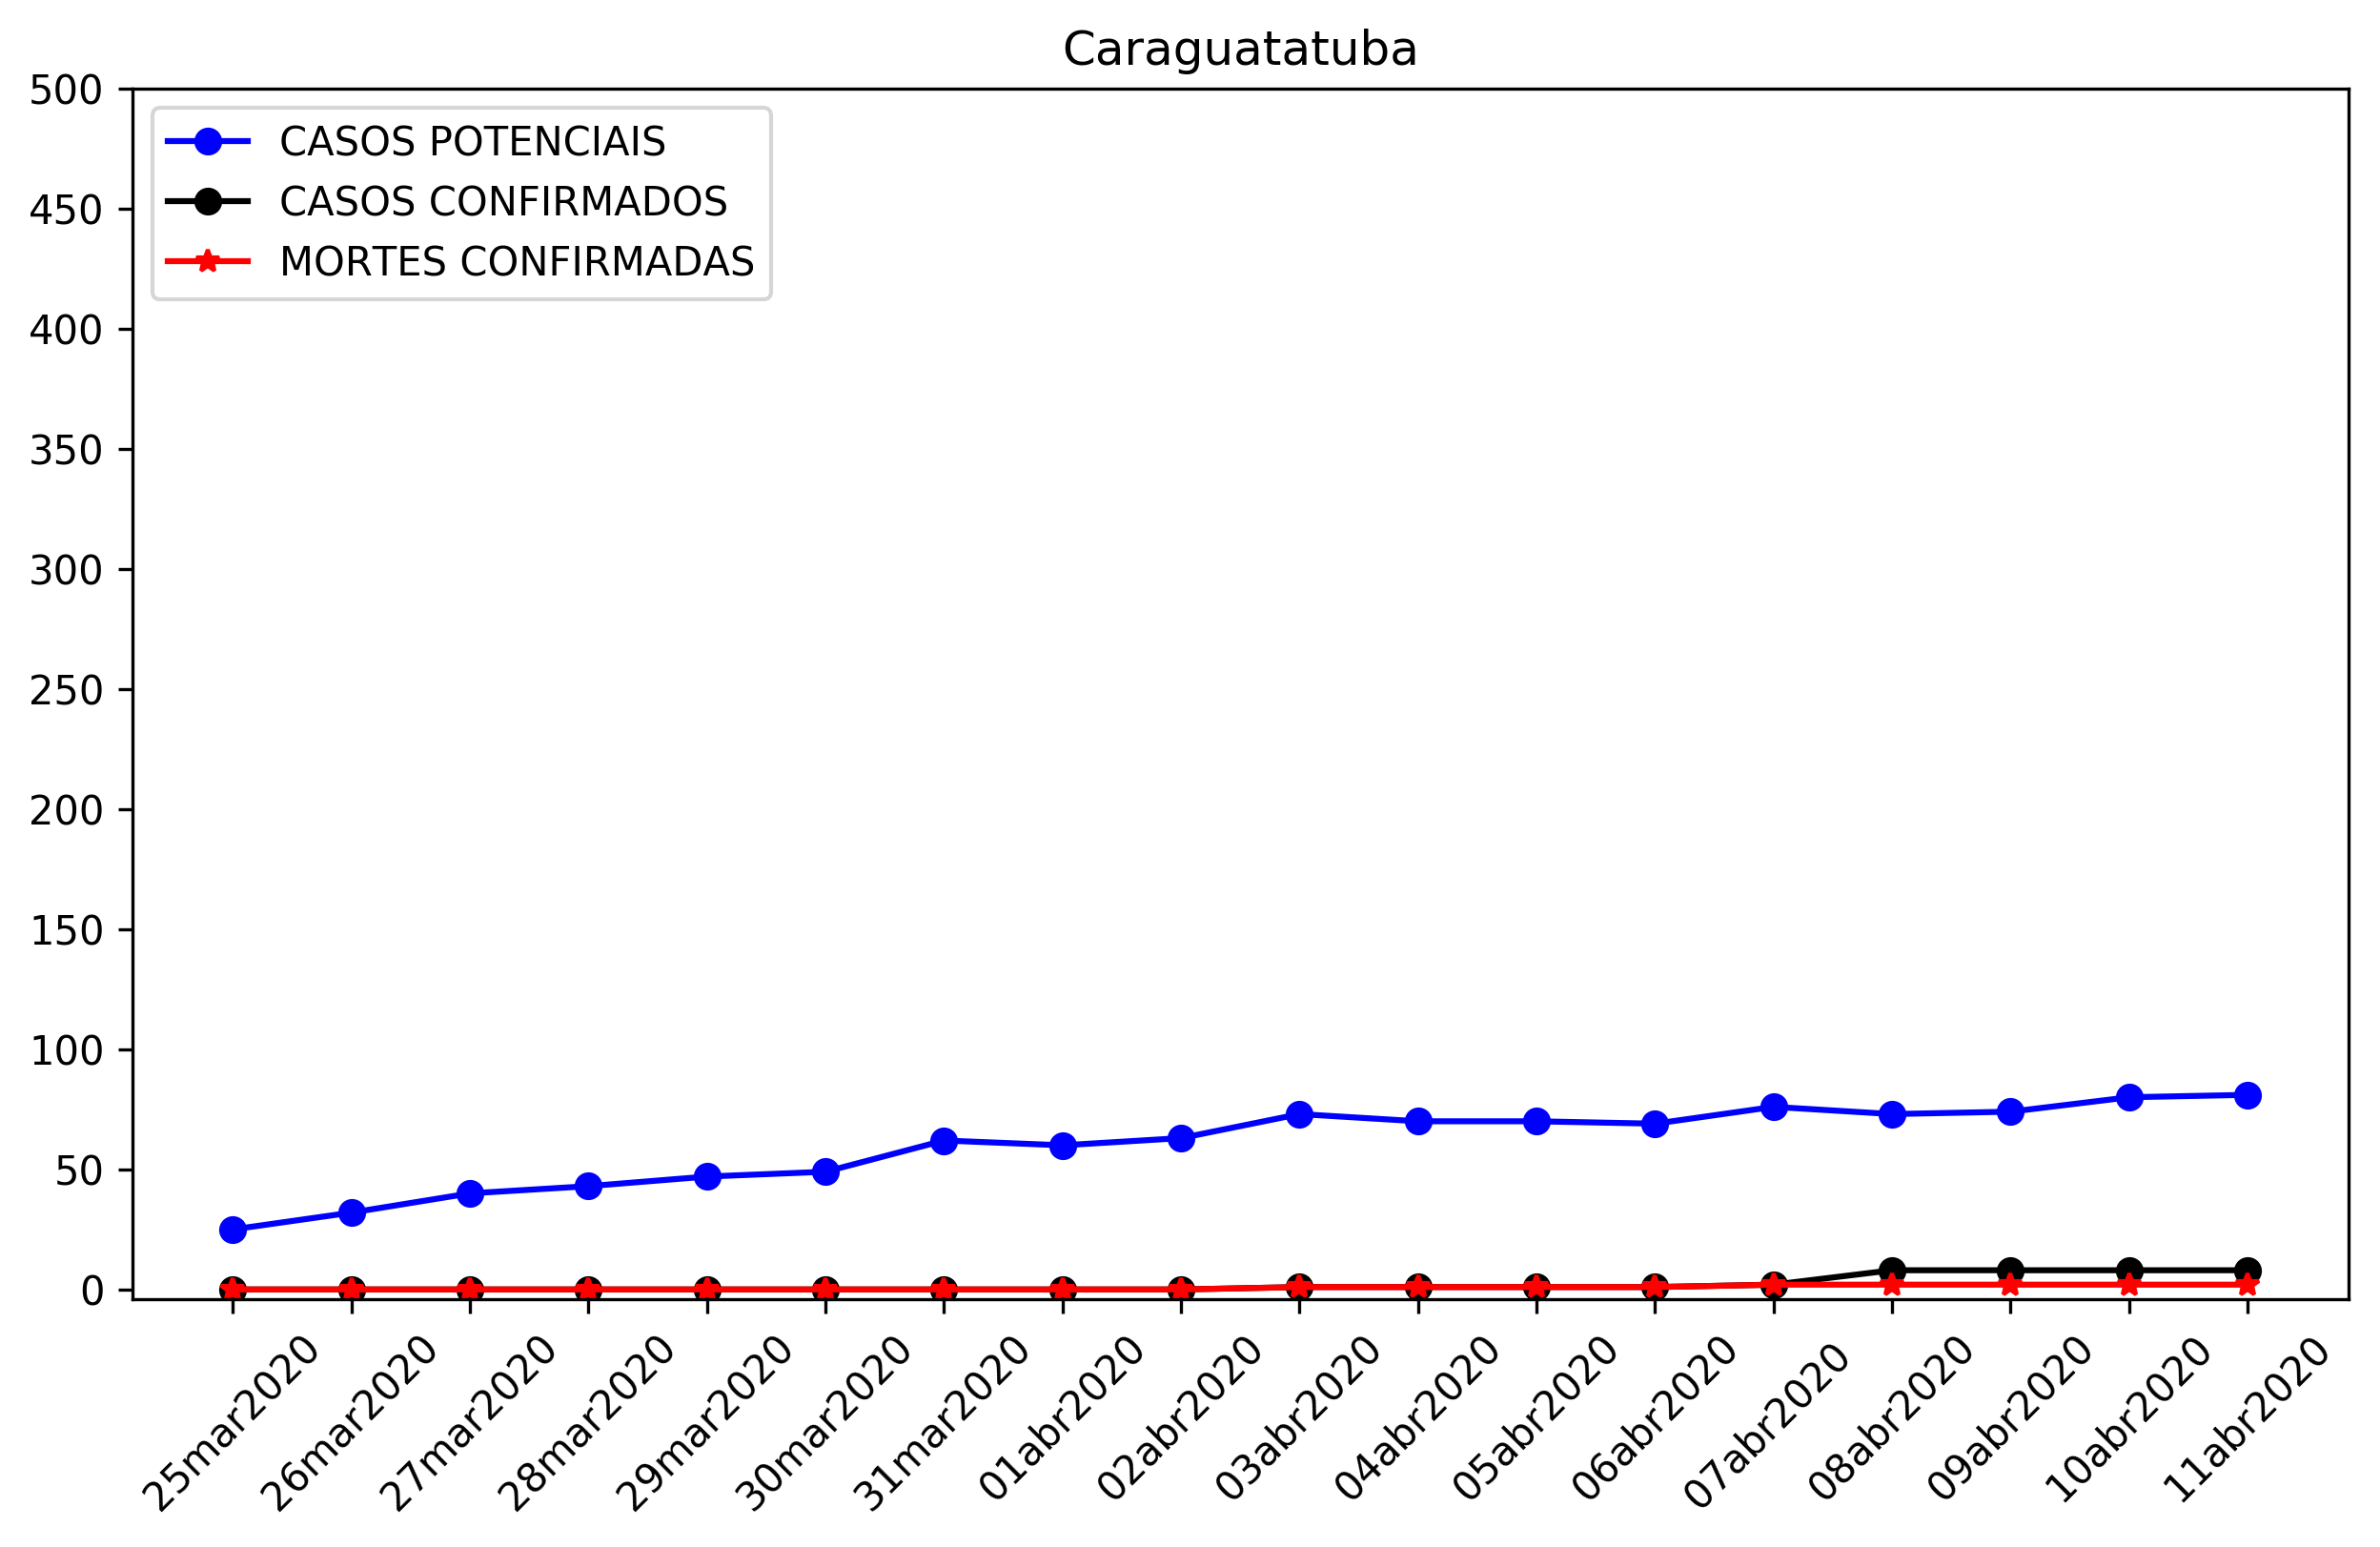 Caraguatatuba
500
450
400
350
300
250
200
150
100
50
0
CASOS POTENCIAIS
CASOS CONFIRMADOS
MORTES CONFIRMADAS
25mar2020
26mar2020
27mar2020
28mar2020
29mar2020
30mar2020
31mar2020
01abr2020
02abr2020
03abr2020
04abr2020
05abr2020
06abr2020
07abr2020
08abr2020
09abr2020
10abr2020
11abr2020